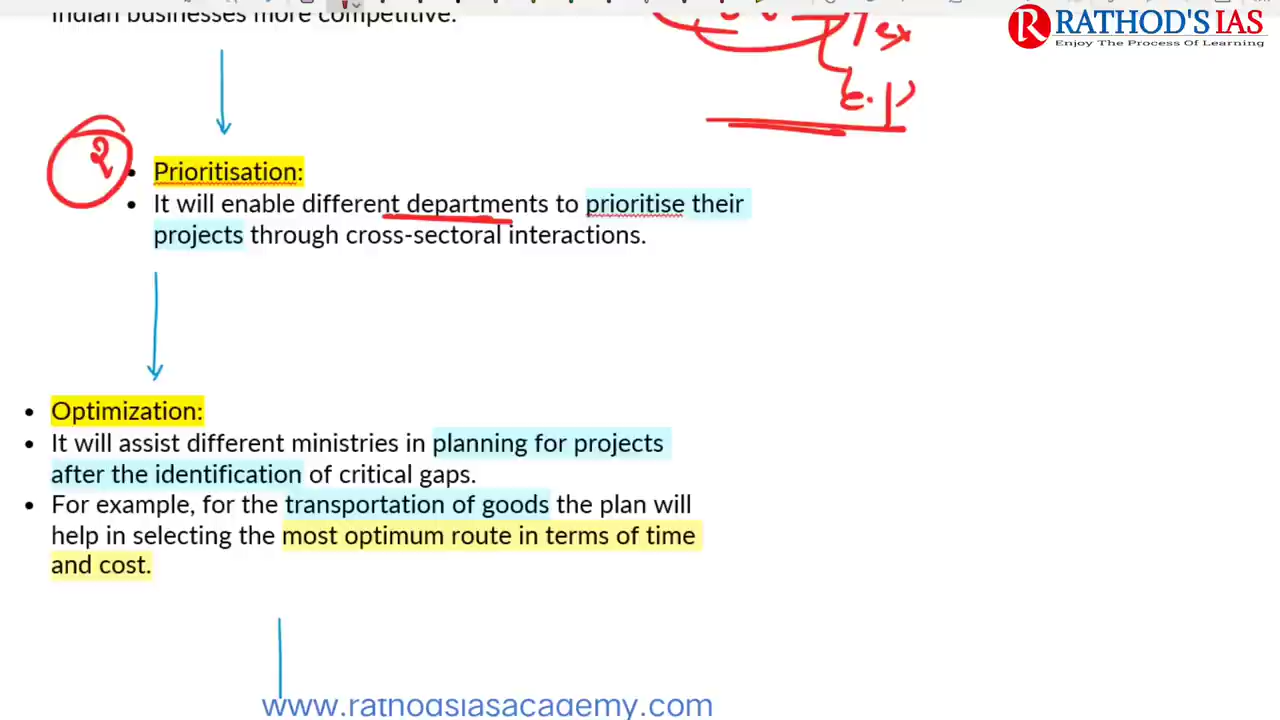 Indian businesses more competitive.
RATHOD'S IAS
Enjoy The Process Of Learning
2
Prioritisation:
It will enable different departments to prioritise their
projects through cross-sectoral interactions.
Optimization:
It will assist different ministries in planning for projects
after the identification of critical gaps.
For example, for the transportation of goods the plan will
help in selecting the most optimum route in terms of time
and cost.
www.rathodsiasacademy.com